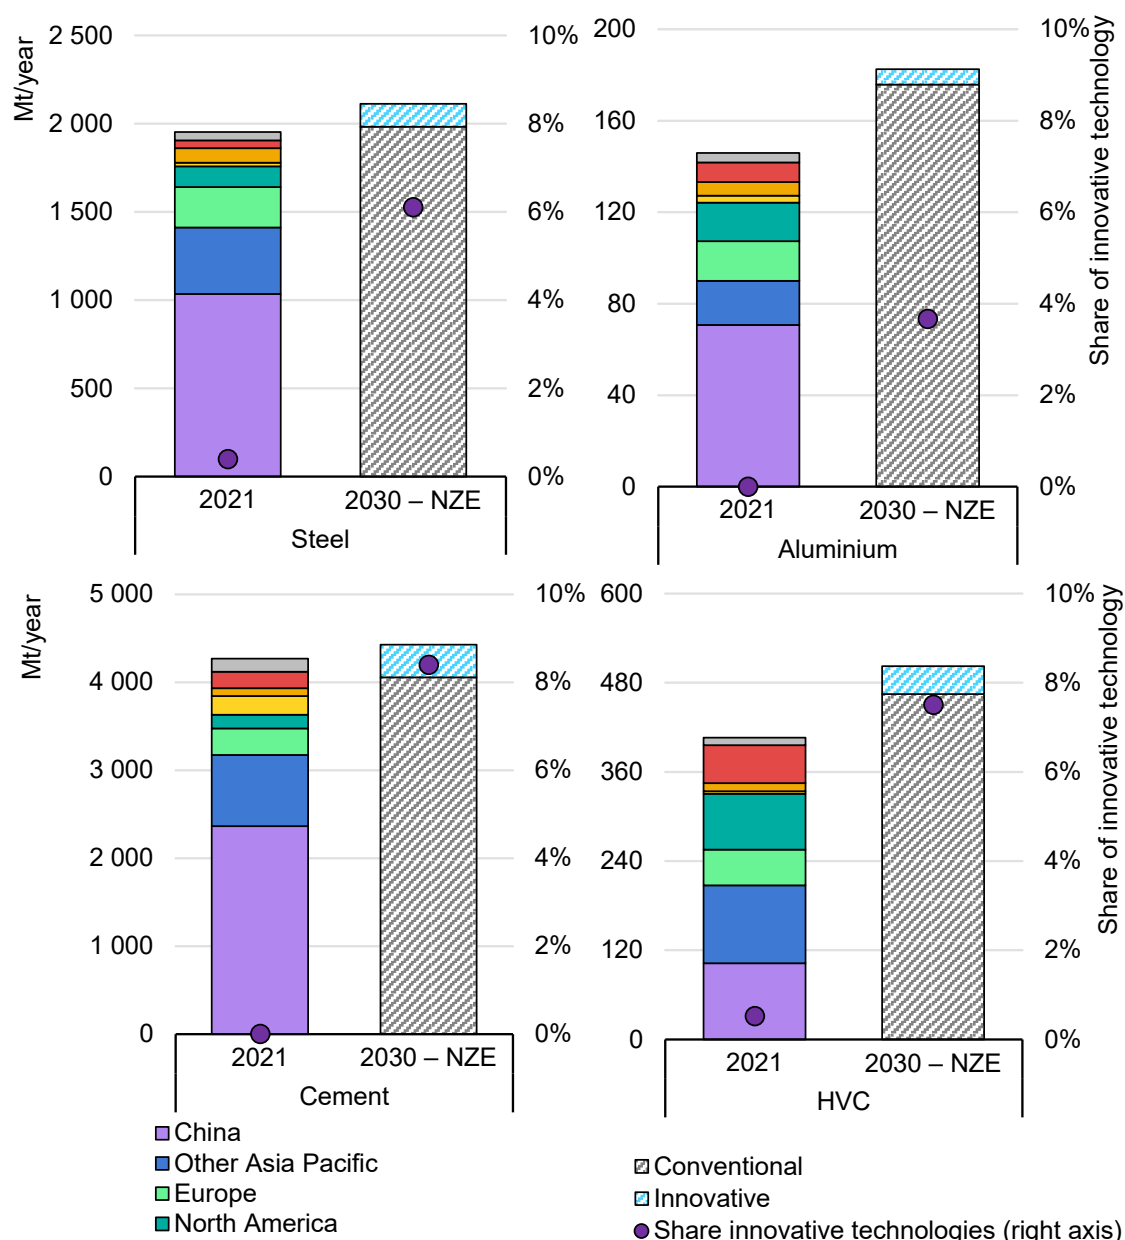 Mt/year
2 500
2 000
1 500
1 000
500
0
10%
8%
6%
4%
2%
0%
2021
2030 – NZE
Steel
200
160
120
80
40
0
10%
8%
6%
4%
2%
0%
Share of innovative technology
2021
2030 – NZE
Aluminium
Mt/year
5 000
4 000
3 000
2 000
1 000
0
10%
8%
6%
4%
2%
0%
2021
2030 – NZE
Cement
600
480
360
240
120
0
10%
8%
6%
4%
2%
0%
Share of innovative technology
2021
2030 – NZE
HVC
China
Other Asia Pacific
Europe
North America
Conventional
Innovative
Share innovative technologies (right axis)